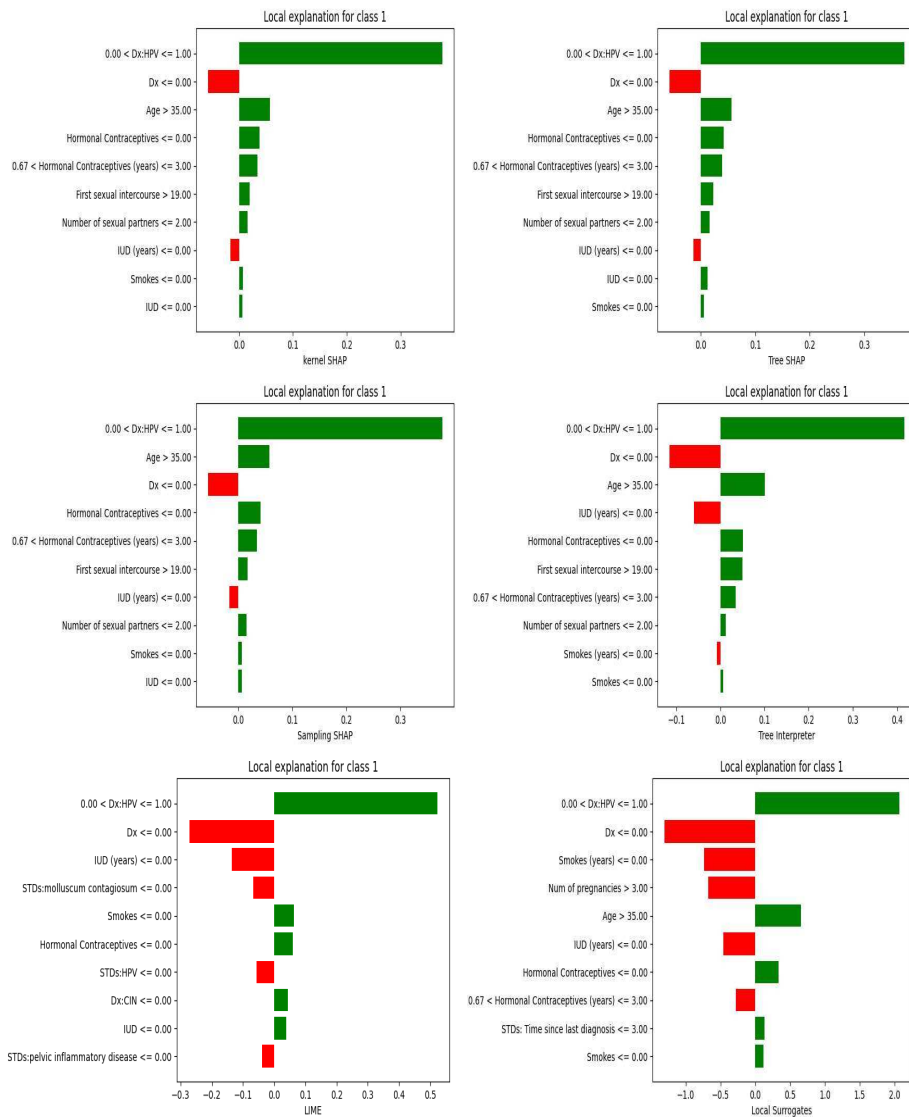 Local explanation for class 1
0.00 < Dx:HPV <= 1.00
Dx <= 0.00
Age > 35.00
Hormonal Contraceptives <= 0.00
0.67 < Hormonal Contraceptives (years) <= 3.00
First sexual intercourse > 19.00
Number of sexual partners <= 2.00
IUD (years) <= 0.00
Smokes <= 0.00
IUD <= 0.00
0.0 0.1 0.2 0.3
kernel SHAP
Local explanation for class 1
0.00 < Dx:HPV <= 1.00
Dx <= 0.00
Age > 35.00
Hormonal Contraceptives <= 0.00
0.67 < Hormonal Contraceptives (years) <= 3.00
First sexual intercourse > 19.00
Number of sexual partners <= 2.00
IUD (years) <= 0.00
IUD <= 0.00
Smokes <= 0.00
0.0 0.1 0.2 0.3
Tree SHAP
Local explanation for class 1
0.00 < Dx:HPV <= 1.00
Age > 35.00
Dx <= 0.00
Hormonal Contraceptives <= 0.00
0.67 < Hormonal Contraceptives (years) <= 3.00
First sexual intercourse > 19.00
IUD (years) <= 0.00
Number of sexual partners <= 2.00
Smokes <= 0.00
IUD <= 0.00
0.0 0.1 0.2 0.3
Sampling SHAP
Local explanation for class 1
0.00 < Dx:HPV <= 1.00
Dx <= 0.00
Age > 35.00
IUD (years) <= 0.00
Hormonal Contraceptives <= 0.00
First sexual intercourse > 19.00
0.67 < Hormonal Contraceptives (years) <= 3.00
Number of sexual partners <= 2.00
Smokes (years) <= 0.00
Smokes <= 0.00
−0.1 0.0 0.1 0.2 0.3 0.4
Tree Interpreter
Local explanation for class 1
0.00 < Dx:HPV <= 1.00
Dx <= 0.00
IUD (years) <= 0.00
STDs:molluscum contagiosum <= 0.00
Smokes <= 0.00
Hormonal Contraceptives <= 0.00
STDs:HPV <= 0.00
Dx:CIN <= 0.00
IUD <= 0.00
STDs:pelvic inflammatory disease <= 0.00
−0.3 −0.2 −0.1 0.0 0.1 0.2 0.3 0.4 0.5
LIME
Local explanation for class 1
0.00 < Dx:HPV <= 1.00
Dx <= 0.00
Smokes (years) <= 0.00
Num of pregnancies > 3.00
Age > 35.00
IUD (years) <= 0.00
Hormonal Contraceptives <= 0.00
0.67 < Hormonal Contraceptives (years) <= 3.00
STDs: Time since last diagnosis <= 3.00
Smokes <= 0.00
−1.0 −0.5 0.0 0.5 1.0 1.5 2.0
Local Surrogates